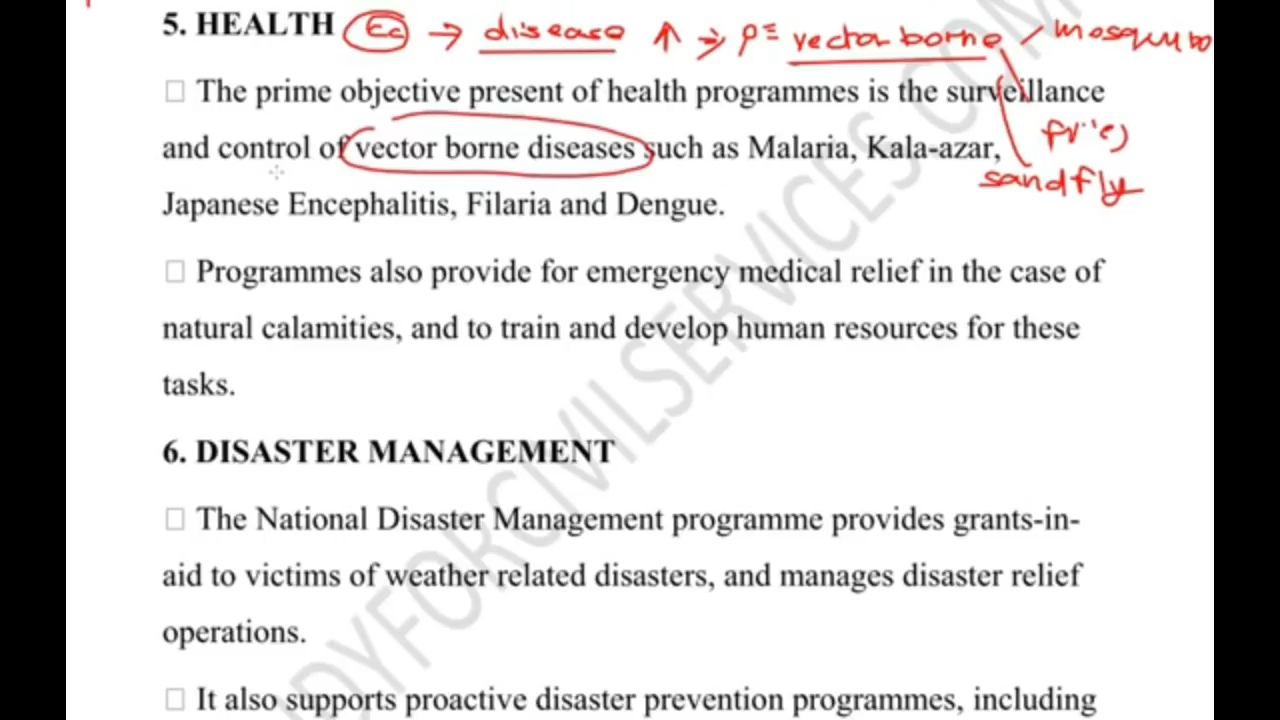 5. HEALTH Ec → disease ↑ ⇒ vector borne / mosquito
□ The prime objective present of health programmes is the surveillance
flies
and control of vector borne diseases such as Malaria, Kala-azar,
sandfly
Japanese Encephalitis, Filaria and Dengue.
□ Programmes also provide for emergency medical relief in the case of
natural calamities, and to train and develop human resources for these
tasks.
6. DISASTER MANAGEMENT
□ The National Disaster Management programme provides grants-in-
aid to victims of weather related disasters, and manages disaster relief
operations.
□ It also supports proactive disaster prevention programmes, including
DYFORCIVILSERVICES.COM